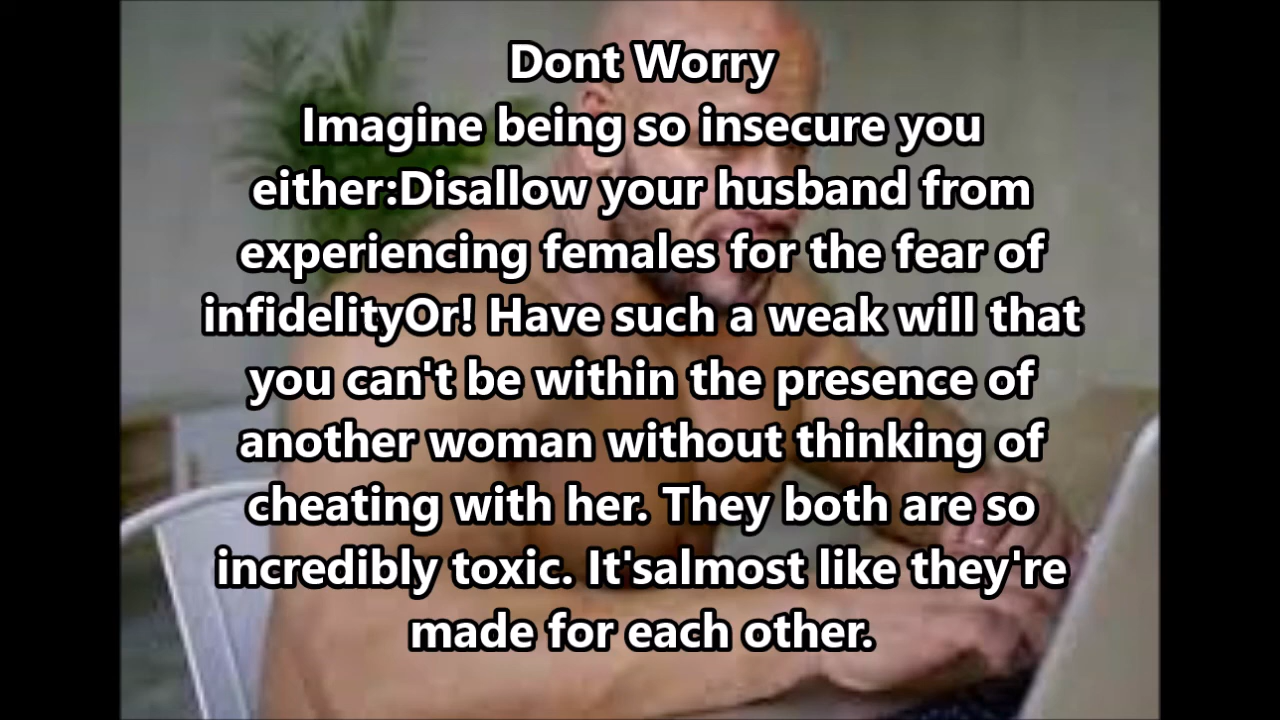 Dont Worry
Imagine being so insecure you
either:Disallow your husband from
experiencing females for the fear of
infidelityOr! Have such a weak will that
you can't be within the presence of
another woman without thinking of
cheating with her. They both are so
incredibly toxic. It'salmost like they're
made for each other.